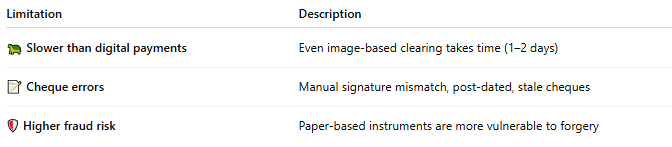 Limitation Description
🐢 Slower than digital payments Even image-based clearing takes time (1–2 days)
📝 Cheque errors Manual signature mismatch, post-dated, stale cheques
🛡️ Higher fraud risk Paper-based instruments are more vulnerable to forgery